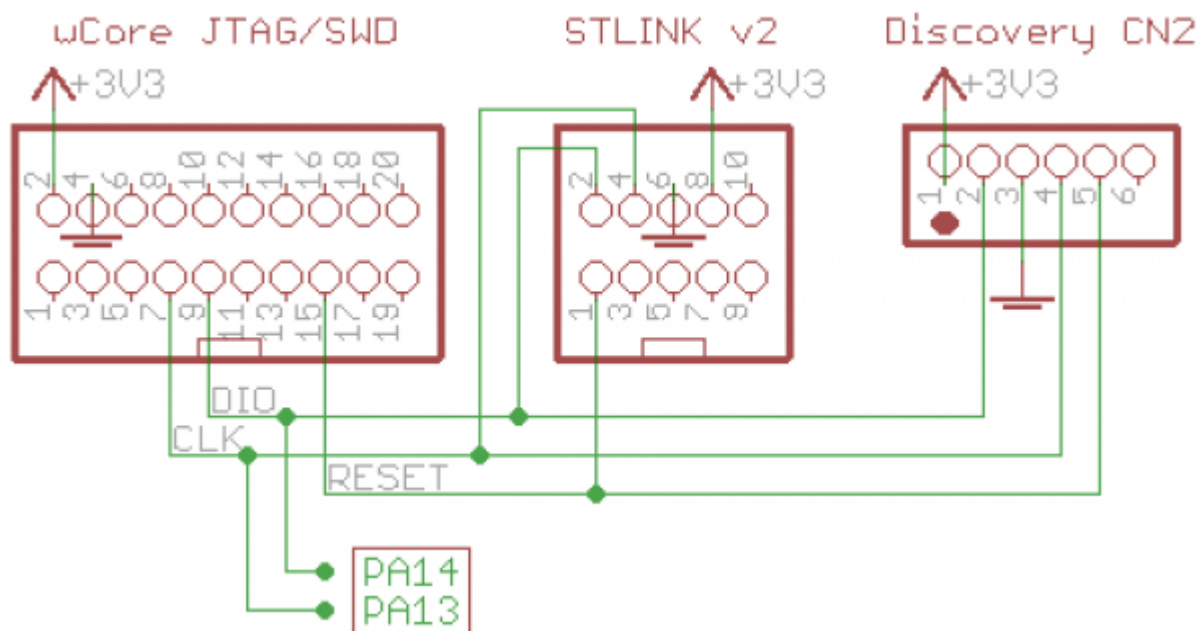 wCore JTAG/SWD
STLINK v2
Discovery CN2
+3V3
+3V3
+3V3
2 4 6 8 10 12 14 16 18 20
2 4 6 8 10
1 2 3 4 5 6
1 3 5 7 9 11 13 15 17 19
1 3 5 7 9
DIO
CLK
RESET
PA14
PA13